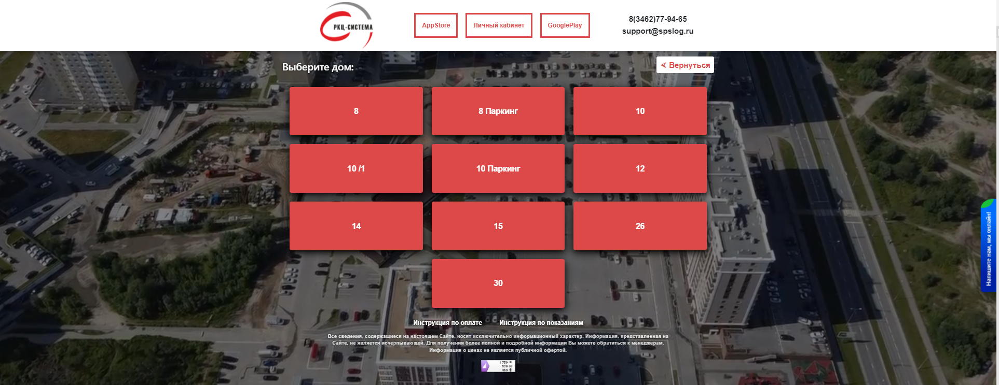 РКЦ-СИСТЕМА
AppStore
Личный кабинет
GooglePlay
8(3462)77-94-65
support@spslog.ru
Выберите дом:
Вернуться
8
8 Паркинг
10
10 /1
10 Паркинг
12
14
15
26
30
Напишите нам, мы онлайн!
Инструкция по оплате
Инструкция по показаниям
Все сведения, содержащиеся на настоящем Сайте, носят исключительно информационный характер. Информация, представленная на
Сайте, не является исчерпывающей. Для получения более полной и подробной информации Вы можете обратиться к менеджерам.
Информация о ценах не является публичной офертой.
1 750
520
469